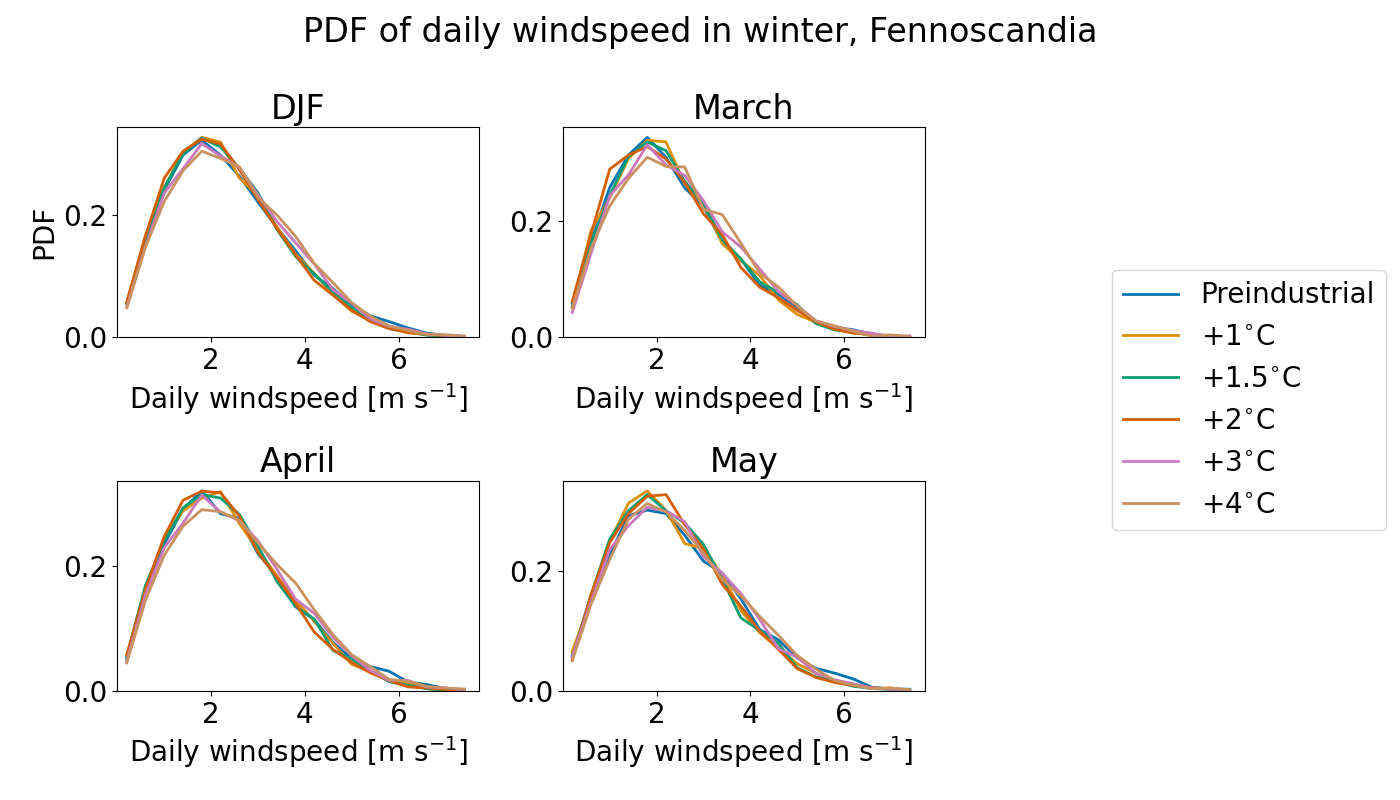 PDF of daily windspeed in winter, Fennoscandia
DJF
March
PDF
0.2
0.0
2 4 6
Daily windspeed [m s⁻¹]
0.2
0.0
2 4 6
Daily windspeed [m s⁻¹]
April
May
0.2
0.0
2 4 6
Daily windspeed [m s⁻¹]
0.2
0.0
2 4 6
Daily windspeed [m s⁻¹]
Preindustrial
+1°C
+1.5°C
+2°C
+3°C
+4°C